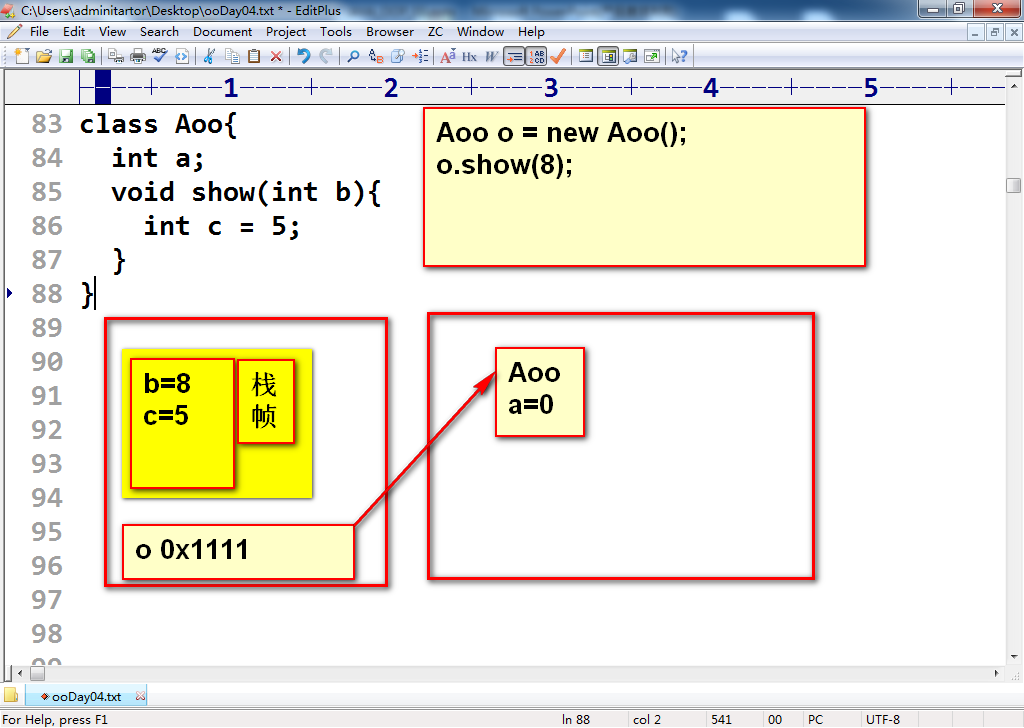 C:\Users\adminitartor\Desktop\ooDay04.txt * - EditPlus
File Edit View Search Document Project Tools Browser ZC Window Help
1 2 3 4 5
83 class Aoo{
84 int a;
85 void show(int b){
86 int c = 5;
87 }
88 }
89
90
91
92
93
94
95
96
97
98
99
Aoo o = new Aoo();
o.show(8);
b=8
c=5
栈
帧
o 0x1111
Aoo
a=0
ooDay04.txt
For Help, press F1 ln 88 col 2 541 00 PC UTF-8